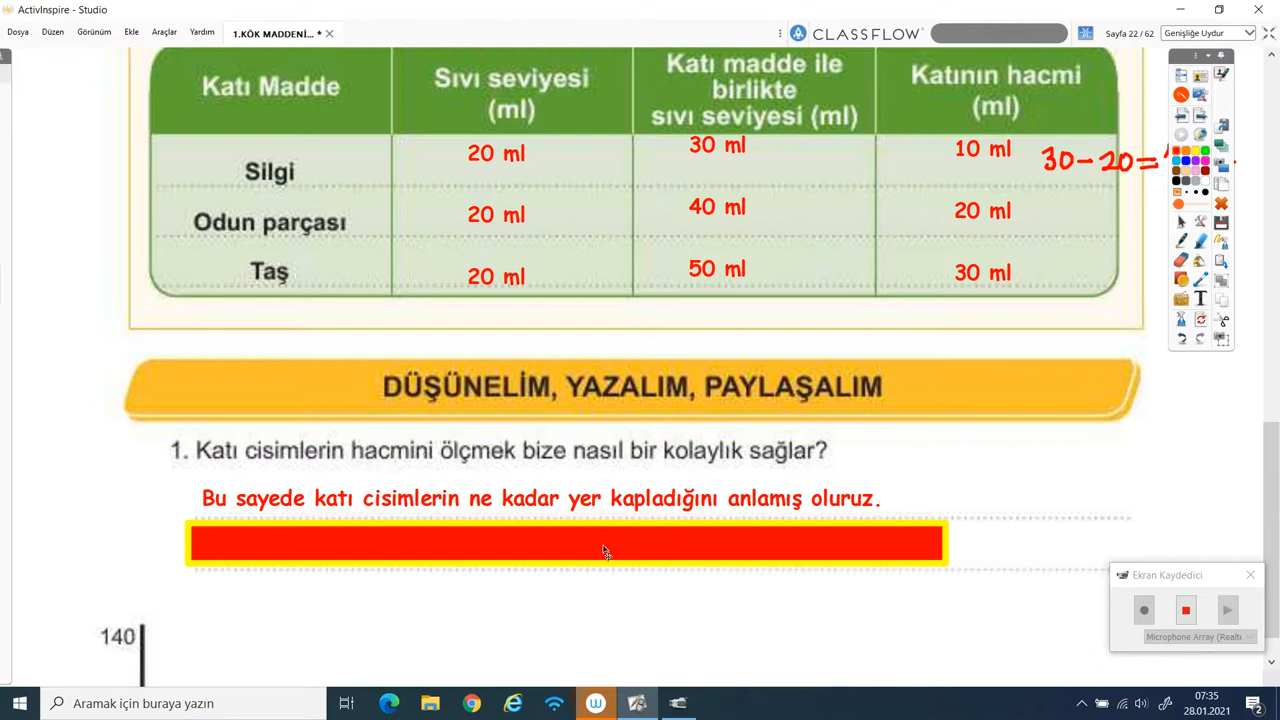 ActivInspire - Studio
Dosya Düzen Görünüm Ekle Araçlar Yardım
1.KÖK MADDENİ... *
CLASSFLOW
Sayfa 22 / 62
Genişliğe Uydur
Katı Madde
Sıvı seviyesi
(ml)
Katı madde ile
birlikte
sıvı seviyesi (ml)
Katının hacmi
(ml)
Silgi
20 ml
30 ml
10 ml
30-20=
Odun parçası
20 ml
40 ml
20 ml
Taş
20 ml
50 ml
30 ml
DÜŞÜNELİM, YAZALIM, PAYLAŞALIM
1. Katı cisimlerin hacmini ölçmek bize nasıl bir kolaylık sağlar?
Bu sayede katı cisimlerin ne kadar yer kapladığını anlamış oluruz.
140
Ekran Kaydedici
Microphone Array (Realte
Aramak için buraya yazın
07:35
28.01.2021
2